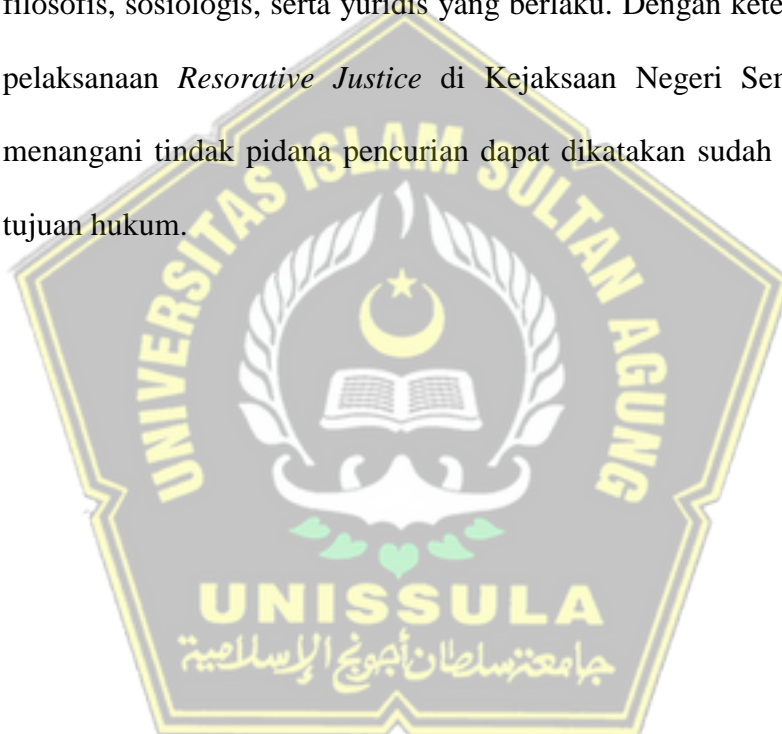 filosofis, sosiologis, serta yuridis yang berlaku. Dengan kete
pelaksanaan Resorative Justice di Kejaksaan Negeri Ser
menangani tindak pidana pencurian dapat dikatakan sudah
tujuan hukum.
UNIVERSITAS ISLAM SULTAN AGUNG
UNISSULA
جامعة سلطان أجونج الإسلامية